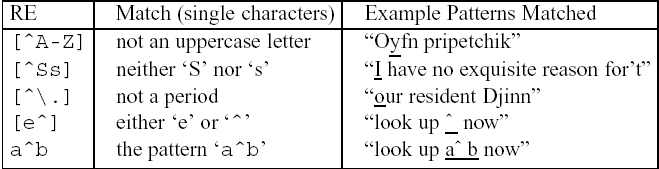 RE Match (single characters) Example Patterns Matched
[^A-Z] not an uppercase letter “Oyfn pripetchik”
[^Ss] neither ‘S’ nor ‘s’ “I have no exquisite reason for't”
[^\.] not a period “our resident Djinn”
[e^] either ‘e’ or ‘^’ “look up ^ now”
a^b the pattern ‘a^b’ “look up a^ b now”